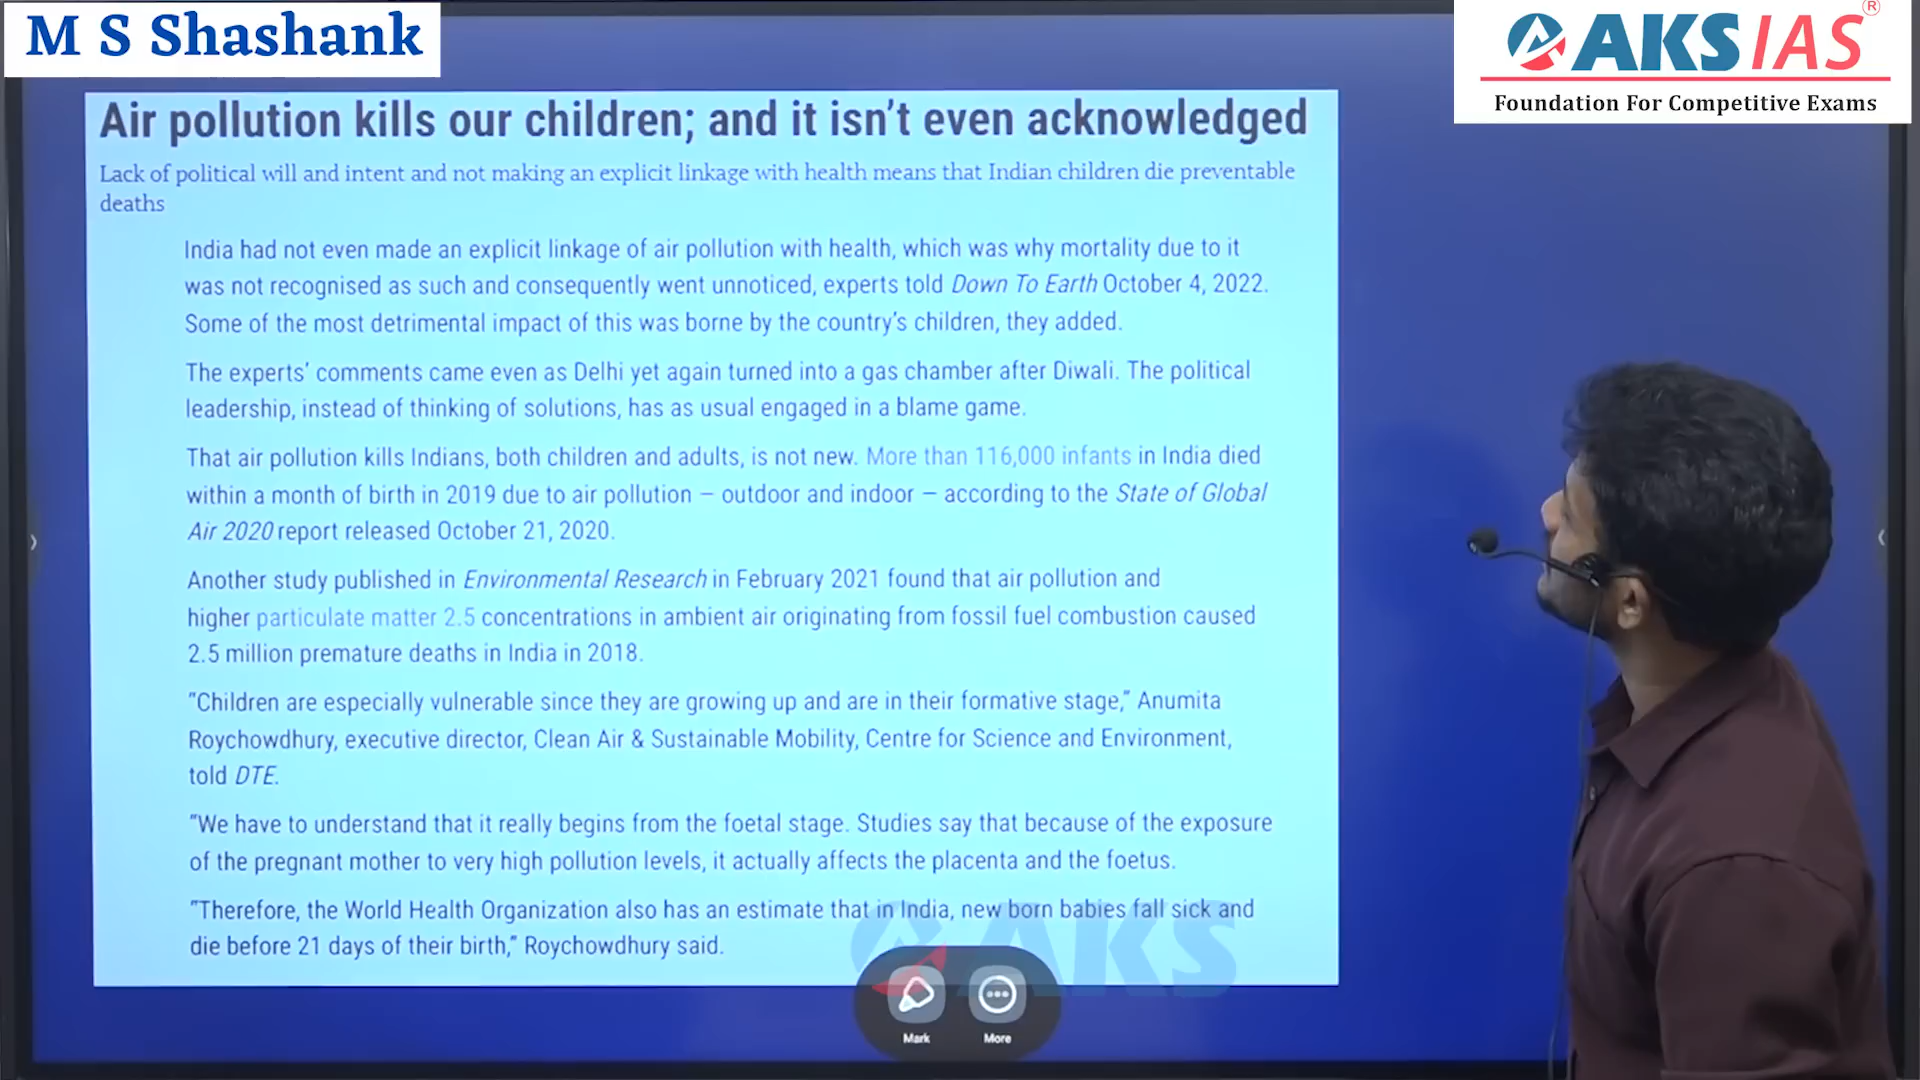 M S Shashank
AKS IAS ®
Foundation For Competitive Exams
Air pollution kills our children; and it isn't even acknowledged
Lack of political will and intent and not making an explicit linkage with health means that Indian children die preventable
deaths
India had not even made an explicit linkage of air pollution with health, which was why mortality due to it
was not recognised as such and consequently went unnoticed, experts told Down To Earth October 4, 2022.
Some of the most detrimental impact of this was borne by the country's children, they added.
The experts' comments came even as Delhi yet again turned into a gas chamber after Diwali. The political
leadership, instead of thinking of solutions, has as usual engaged in a blame game.
That air pollution kills Indians, both children and adults, is not new. More than 116,000 infants in India died
within a month of birth in 2019 due to air pollution – outdoor and indoor – according to the State of Global
Air 2020 report released October 21, 2020.
Another study published in Environmental Research in February 2021 found that air pollution and
higher particulate matter 2.5 concentrations in ambient air originating from fossil fuel combustion caused
2.5 million premature deaths in India in 2018.
"Children are especially vulnerable since they are growing up and are in their formative stage," Anumita
Roychowdhury, executive director, Clean Air & Sustainable Mobility, Centre for Science and Environment,
told DTE.
"We have to understand that it really begins from the foetal stage. Studies say that because of the exposure
of the pregnant mother to very high pollution levels, it actually affects the placenta and the foetus.
"Therefore, the World Health Organization also has an estimate that in India, new born babies fall sick and
die before 21 days of their birth," Roychowdhury said.
AKS
Mark
More